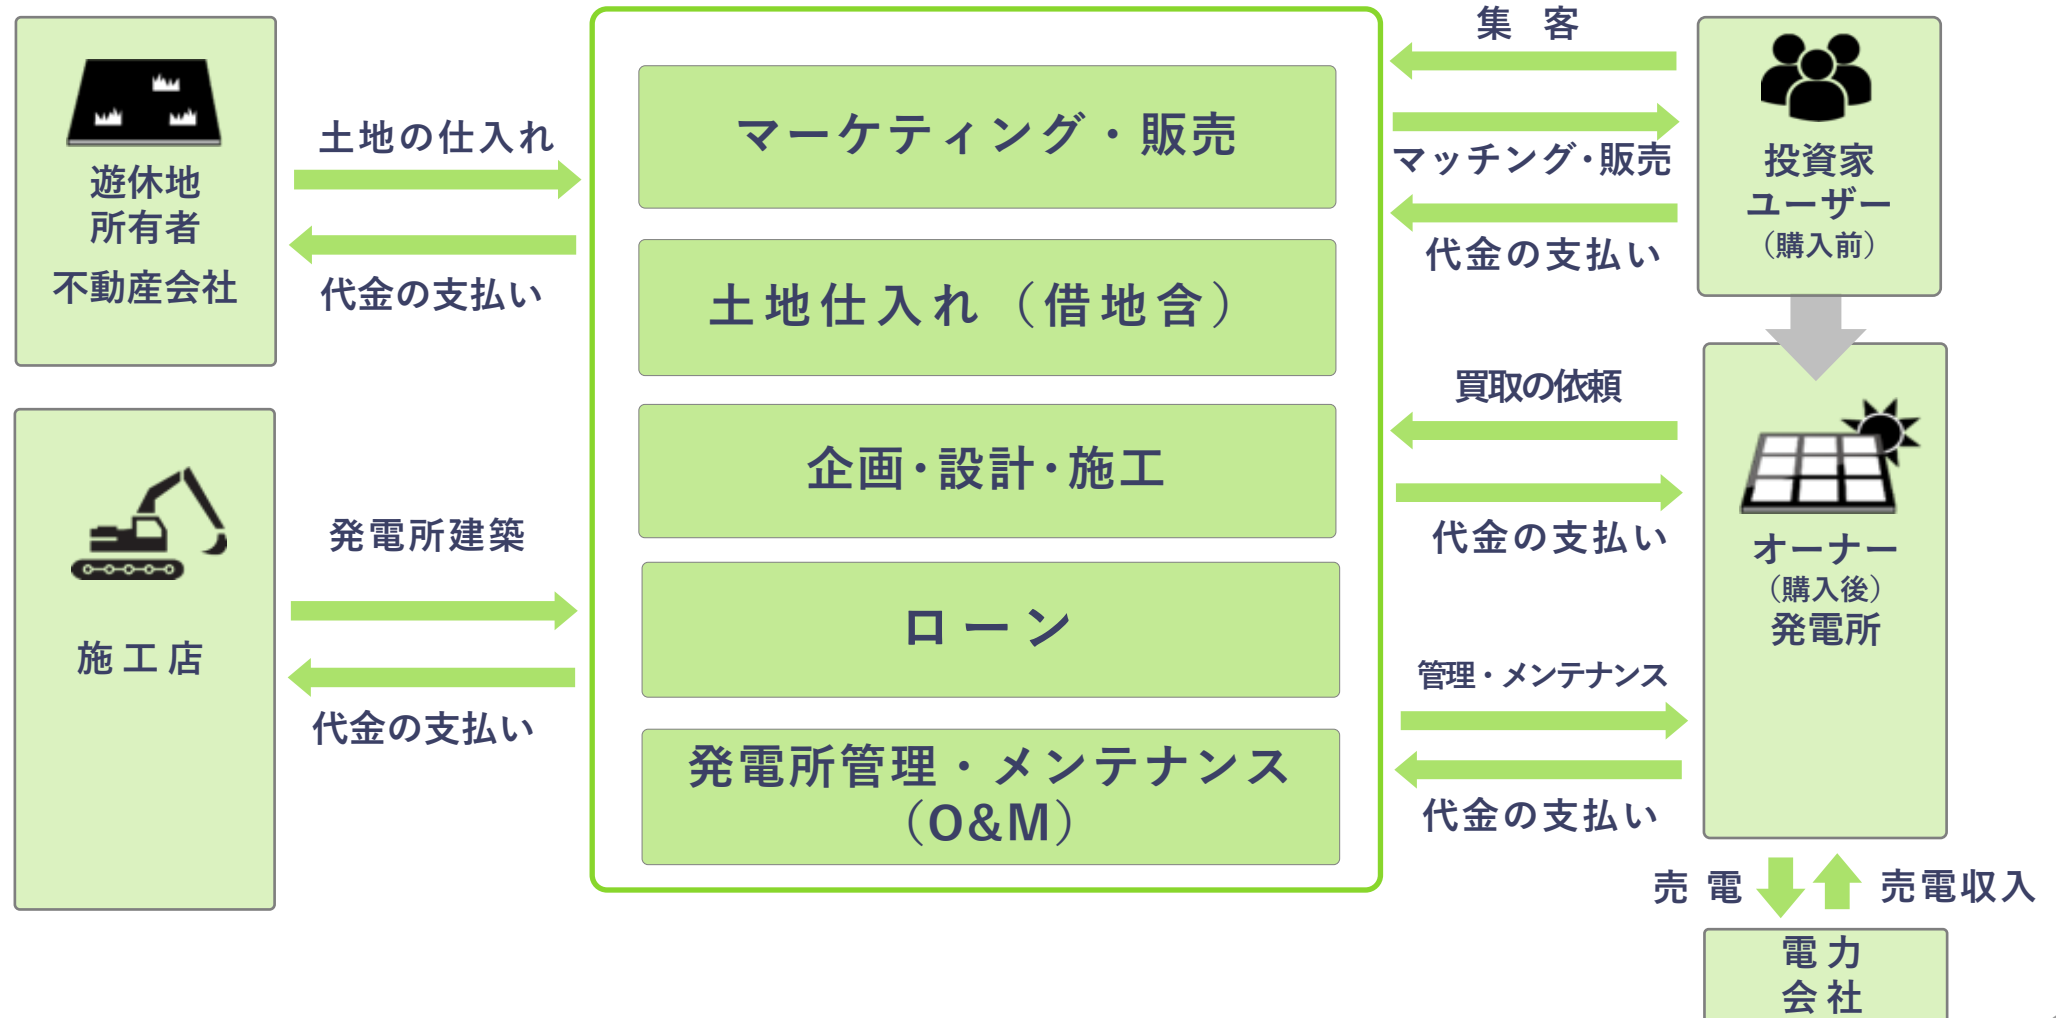 遊休地
所有者
不動産会社
土地の仕入れ
代金の支払い
施工店
発電所建築
代金の支払い
マーケティング・販売
土地仕入れ（借地含）
企画・設計・施工
ローン
発電所管理・メンテナンス
（O&M）
集 客
マッチング・販売
代金の支払い
買取の依頼
代金の支払い
管理・メンテナンス
代金の支払い
投資家
ユーザー
（購入前）
オーナー
（購入後）
発電所
売 電
売電収入
電力
会社